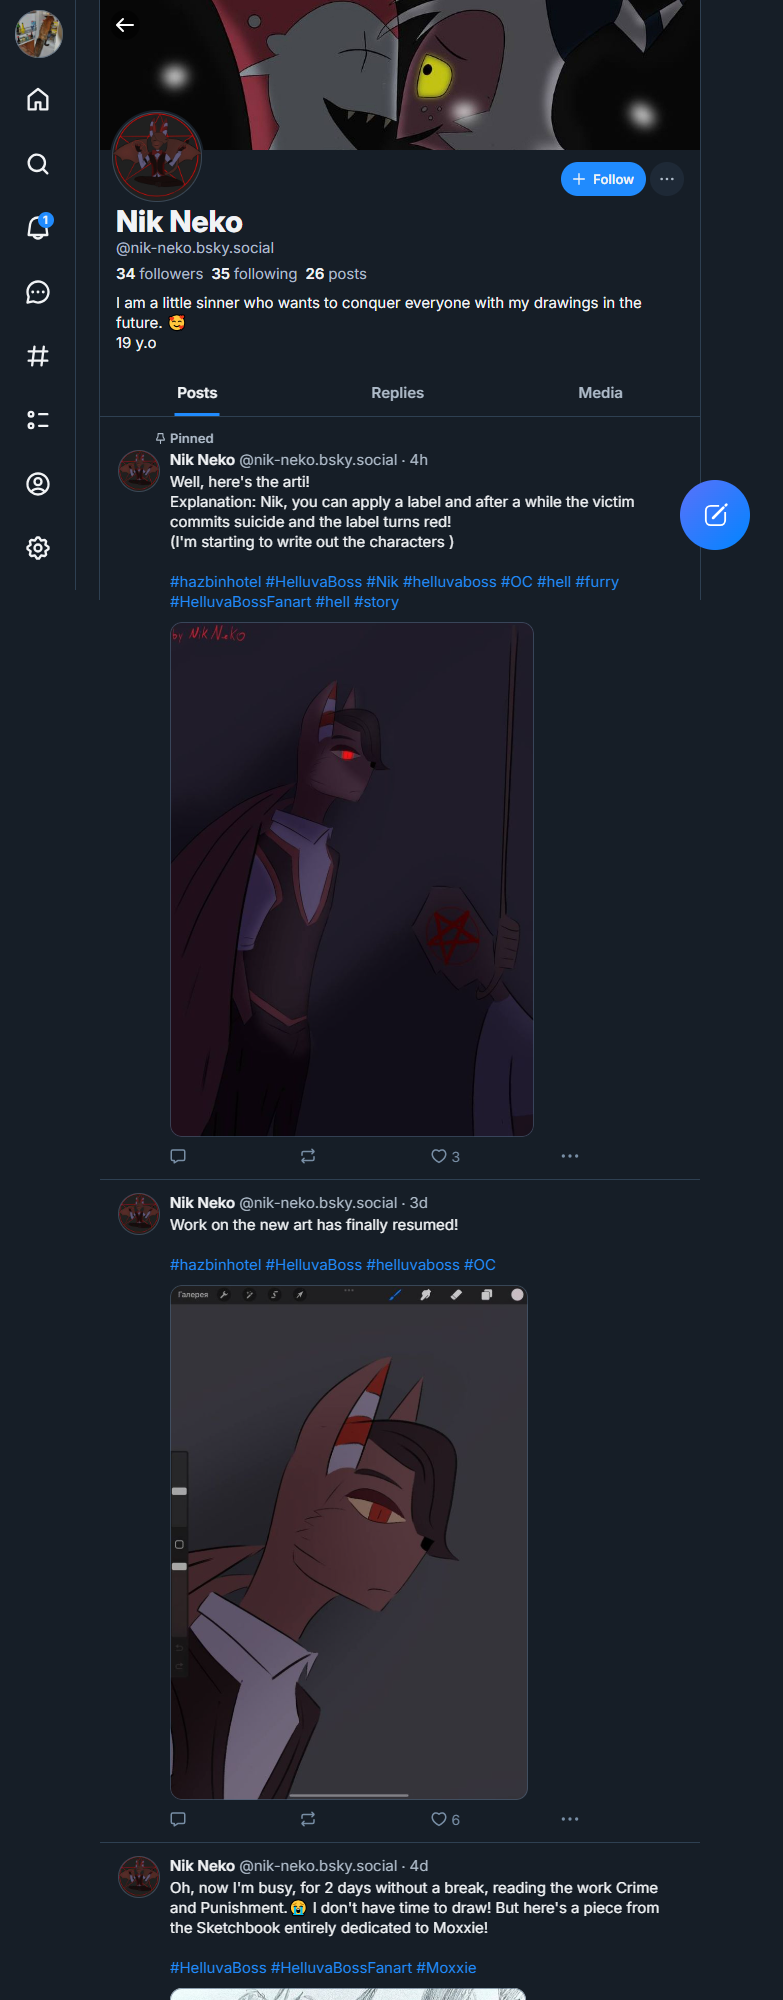 1
Follow
Nik Neko
@nik-neko.bsky.social
34 followers 35 following 26 posts
I am a little sinner who wants to conquer everyone with my drawings in the
future. 🥰
19 y.o
Posts Replies Media
Pinned
Nik Neko @nik-neko.bsky.social · 4h
Well, here's the arti!
Explanation: Nik, you can apply a label and after a while the victim
commits suicide and the label turns red!
(I'm starting to write out the characters )
#hazbinhotel #HelluvaBoss #Nik #helluvaboss #OC #hell #furry
#HelluvaBossFanart #hell #story
by Nik Neko
3
Nik Neko @nik-neko.bsky.social · 3d
Work on the new art has finally resumed!
#hazbinhotel #HelluvaBoss #helluvaboss #OC
Галерея
6
Nik Neko @nik-neko.bsky.social · 4d
Oh, now I'm busy, for 2 days without a break, reading the work Crime
and Punishment.😭 I don't have time to draw! But here's a piece from
the Sketchbook entirely dedicated to Moxxie!
#HelluvaBoss #HelluvaBossFanart #Moxxie